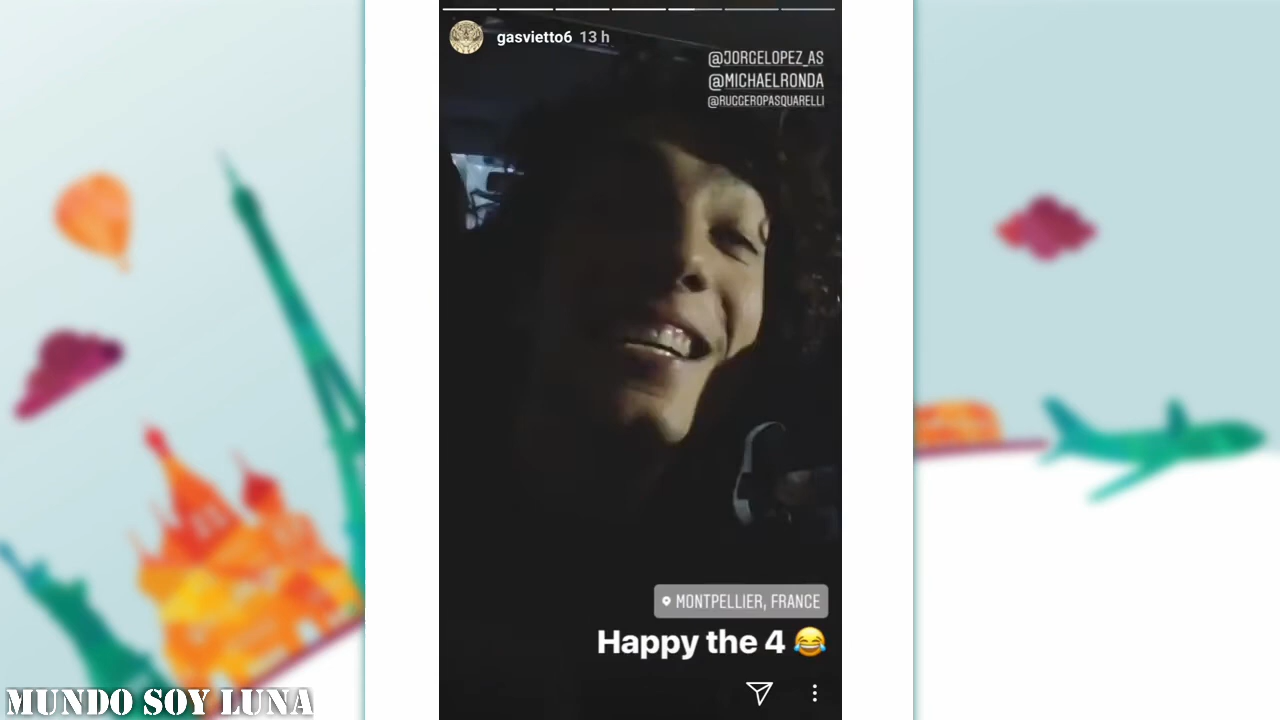 gasvietto6 13 h
@JORGELOPEZ_AS
@MICHAELRONDA
@RUGGEROPASQUARELLI
MONTPELLIER, FRANCE
Happy the 4 😂
MUNDO SOY LUNA